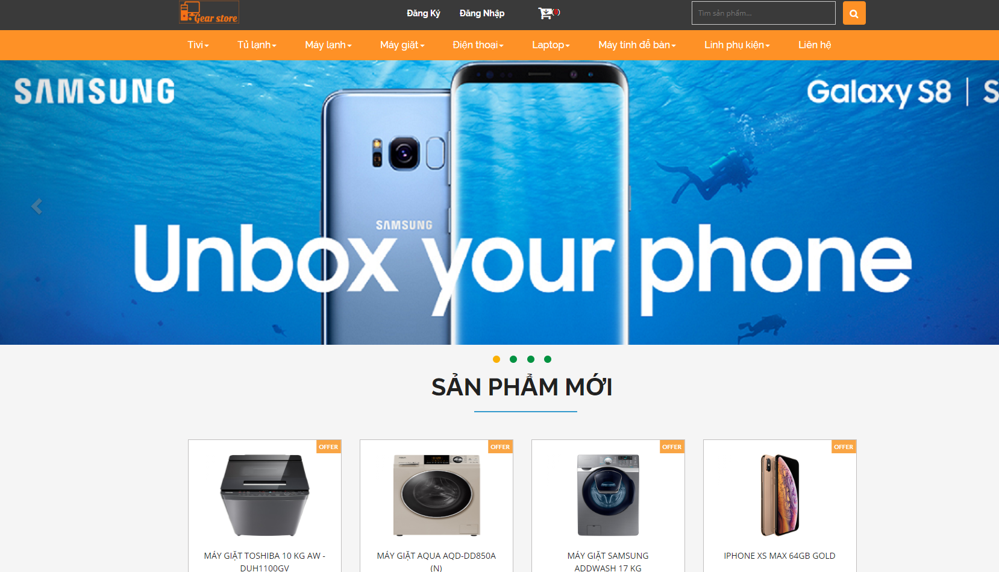 Gear store
Đăng Ký Đăng Nhập (0) Tìm sản phẩm...
Tivi Tủ lạnh Máy lạnh Máy giặt Điện thoại Laptop Máy tính để bàn Linh phụ kiện Liên hệ
SAMSUNG Galaxy S8 | S
SAMSUNG
Unbox your phone
SẢN PHẨM MỚI
OFFER OFFER OFFER OFFER
MÁY GIẶT TOSHIBA 10 KG AW -
DUH1100GV
MÁY GIẶT AQUA AQD-DD850A
(N)
MÁY GIẶT SAMSUNG
ADDWASH 17 KG
IPHONE XS MAX 64GB GOLD